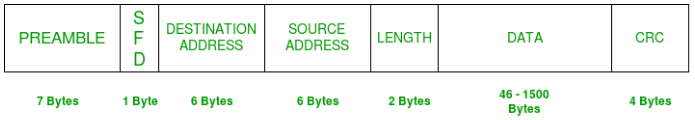 PREAMBLE
S
F
D
DESTINATION
ADDRESS
SOURCE
ADDRESS
LENGTH
DATA
CRC
7 Bytes
1 Byte
6 Bytes
6 Bytes
2 Bytes
46 - 1500
Bytes
4 Bytes